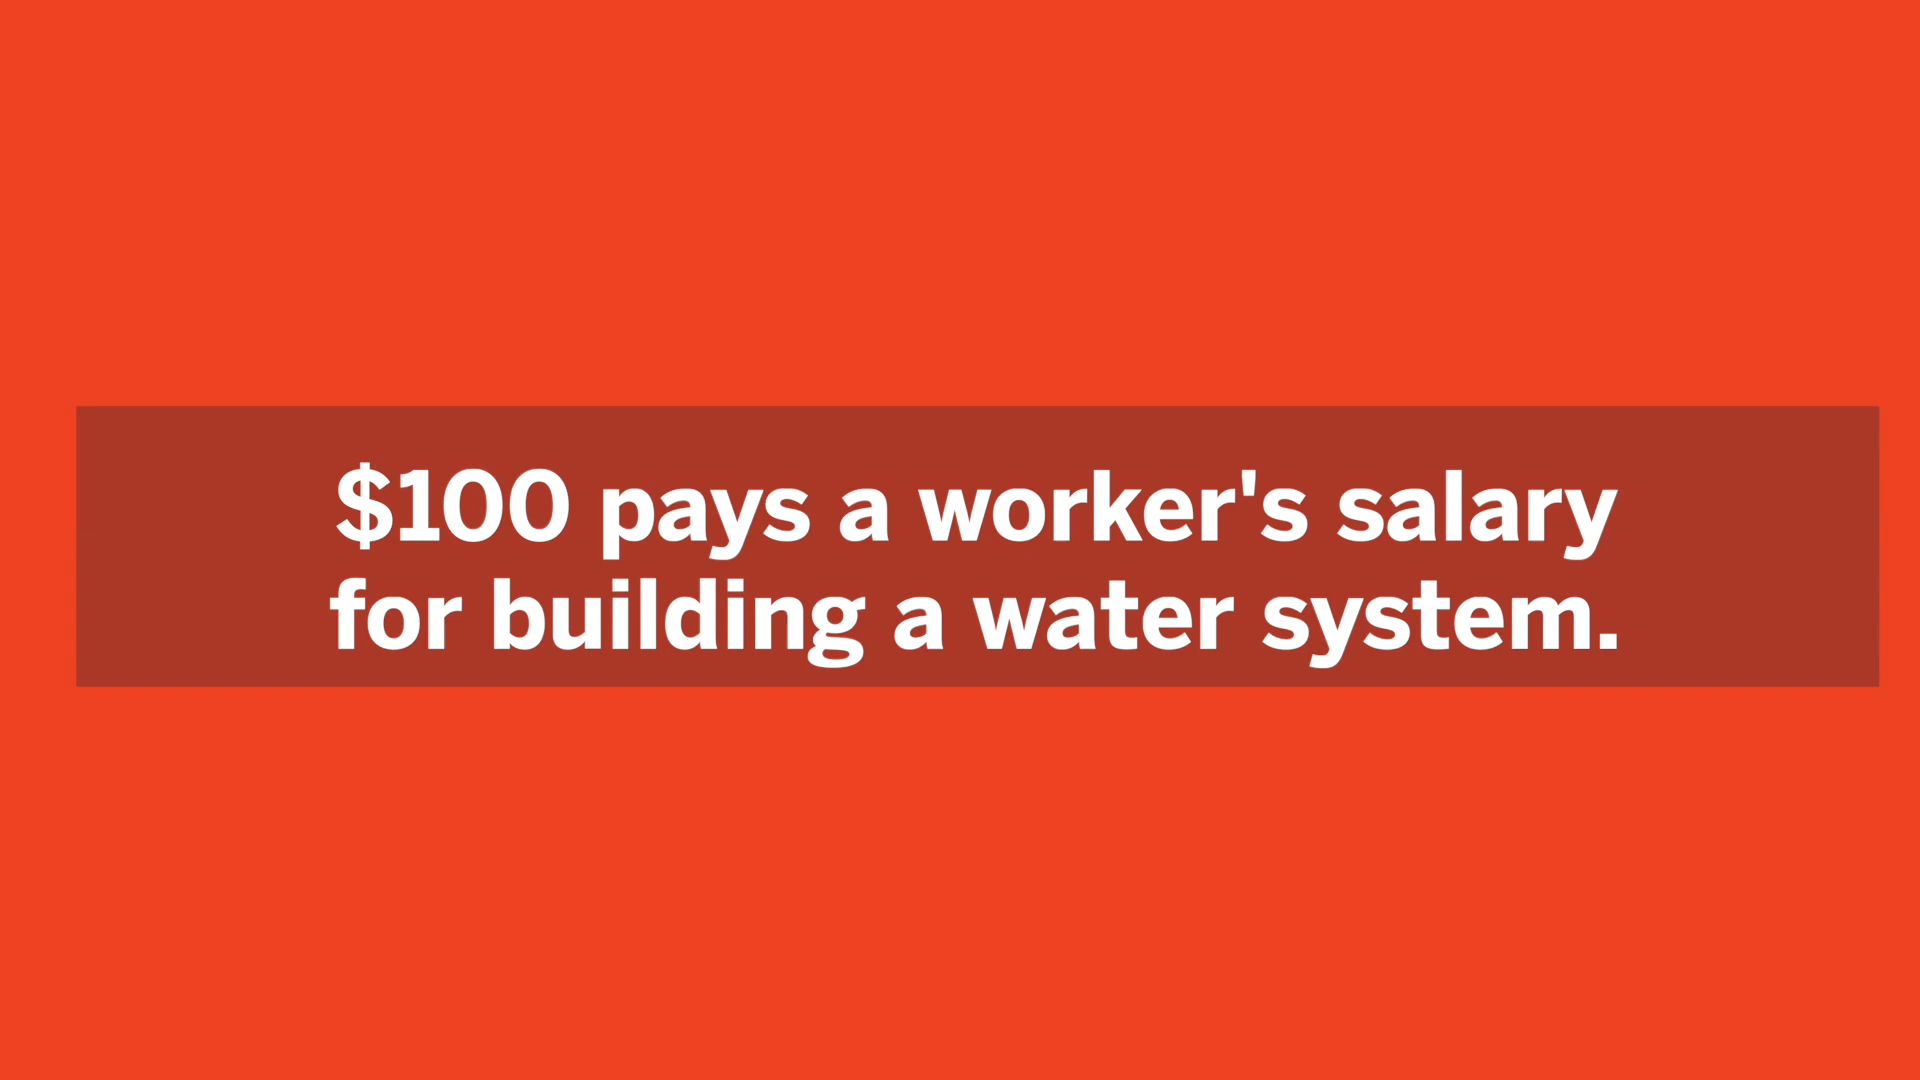 $100 pays a worker's salary
for building a water system.